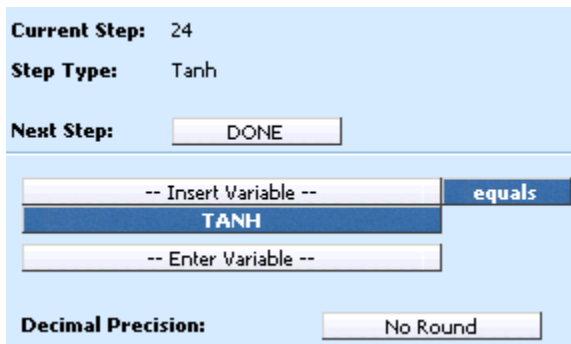 Current Step: 24
Step Type: Tanh
Next Step: DONE
-- Insert Variable -- equals
TANH
-- Enter Variable --
Decimal Precision: No Round